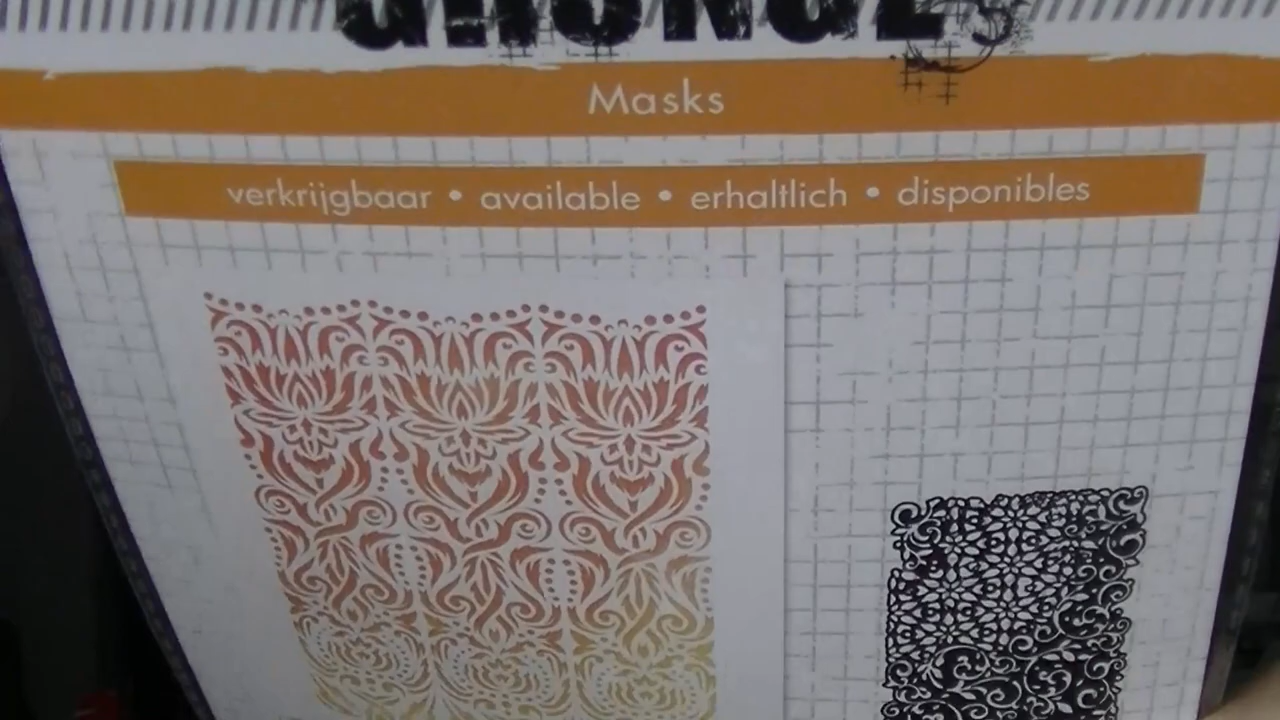 Masks
verkrijgbaar • available • erhaltlich • disponibles